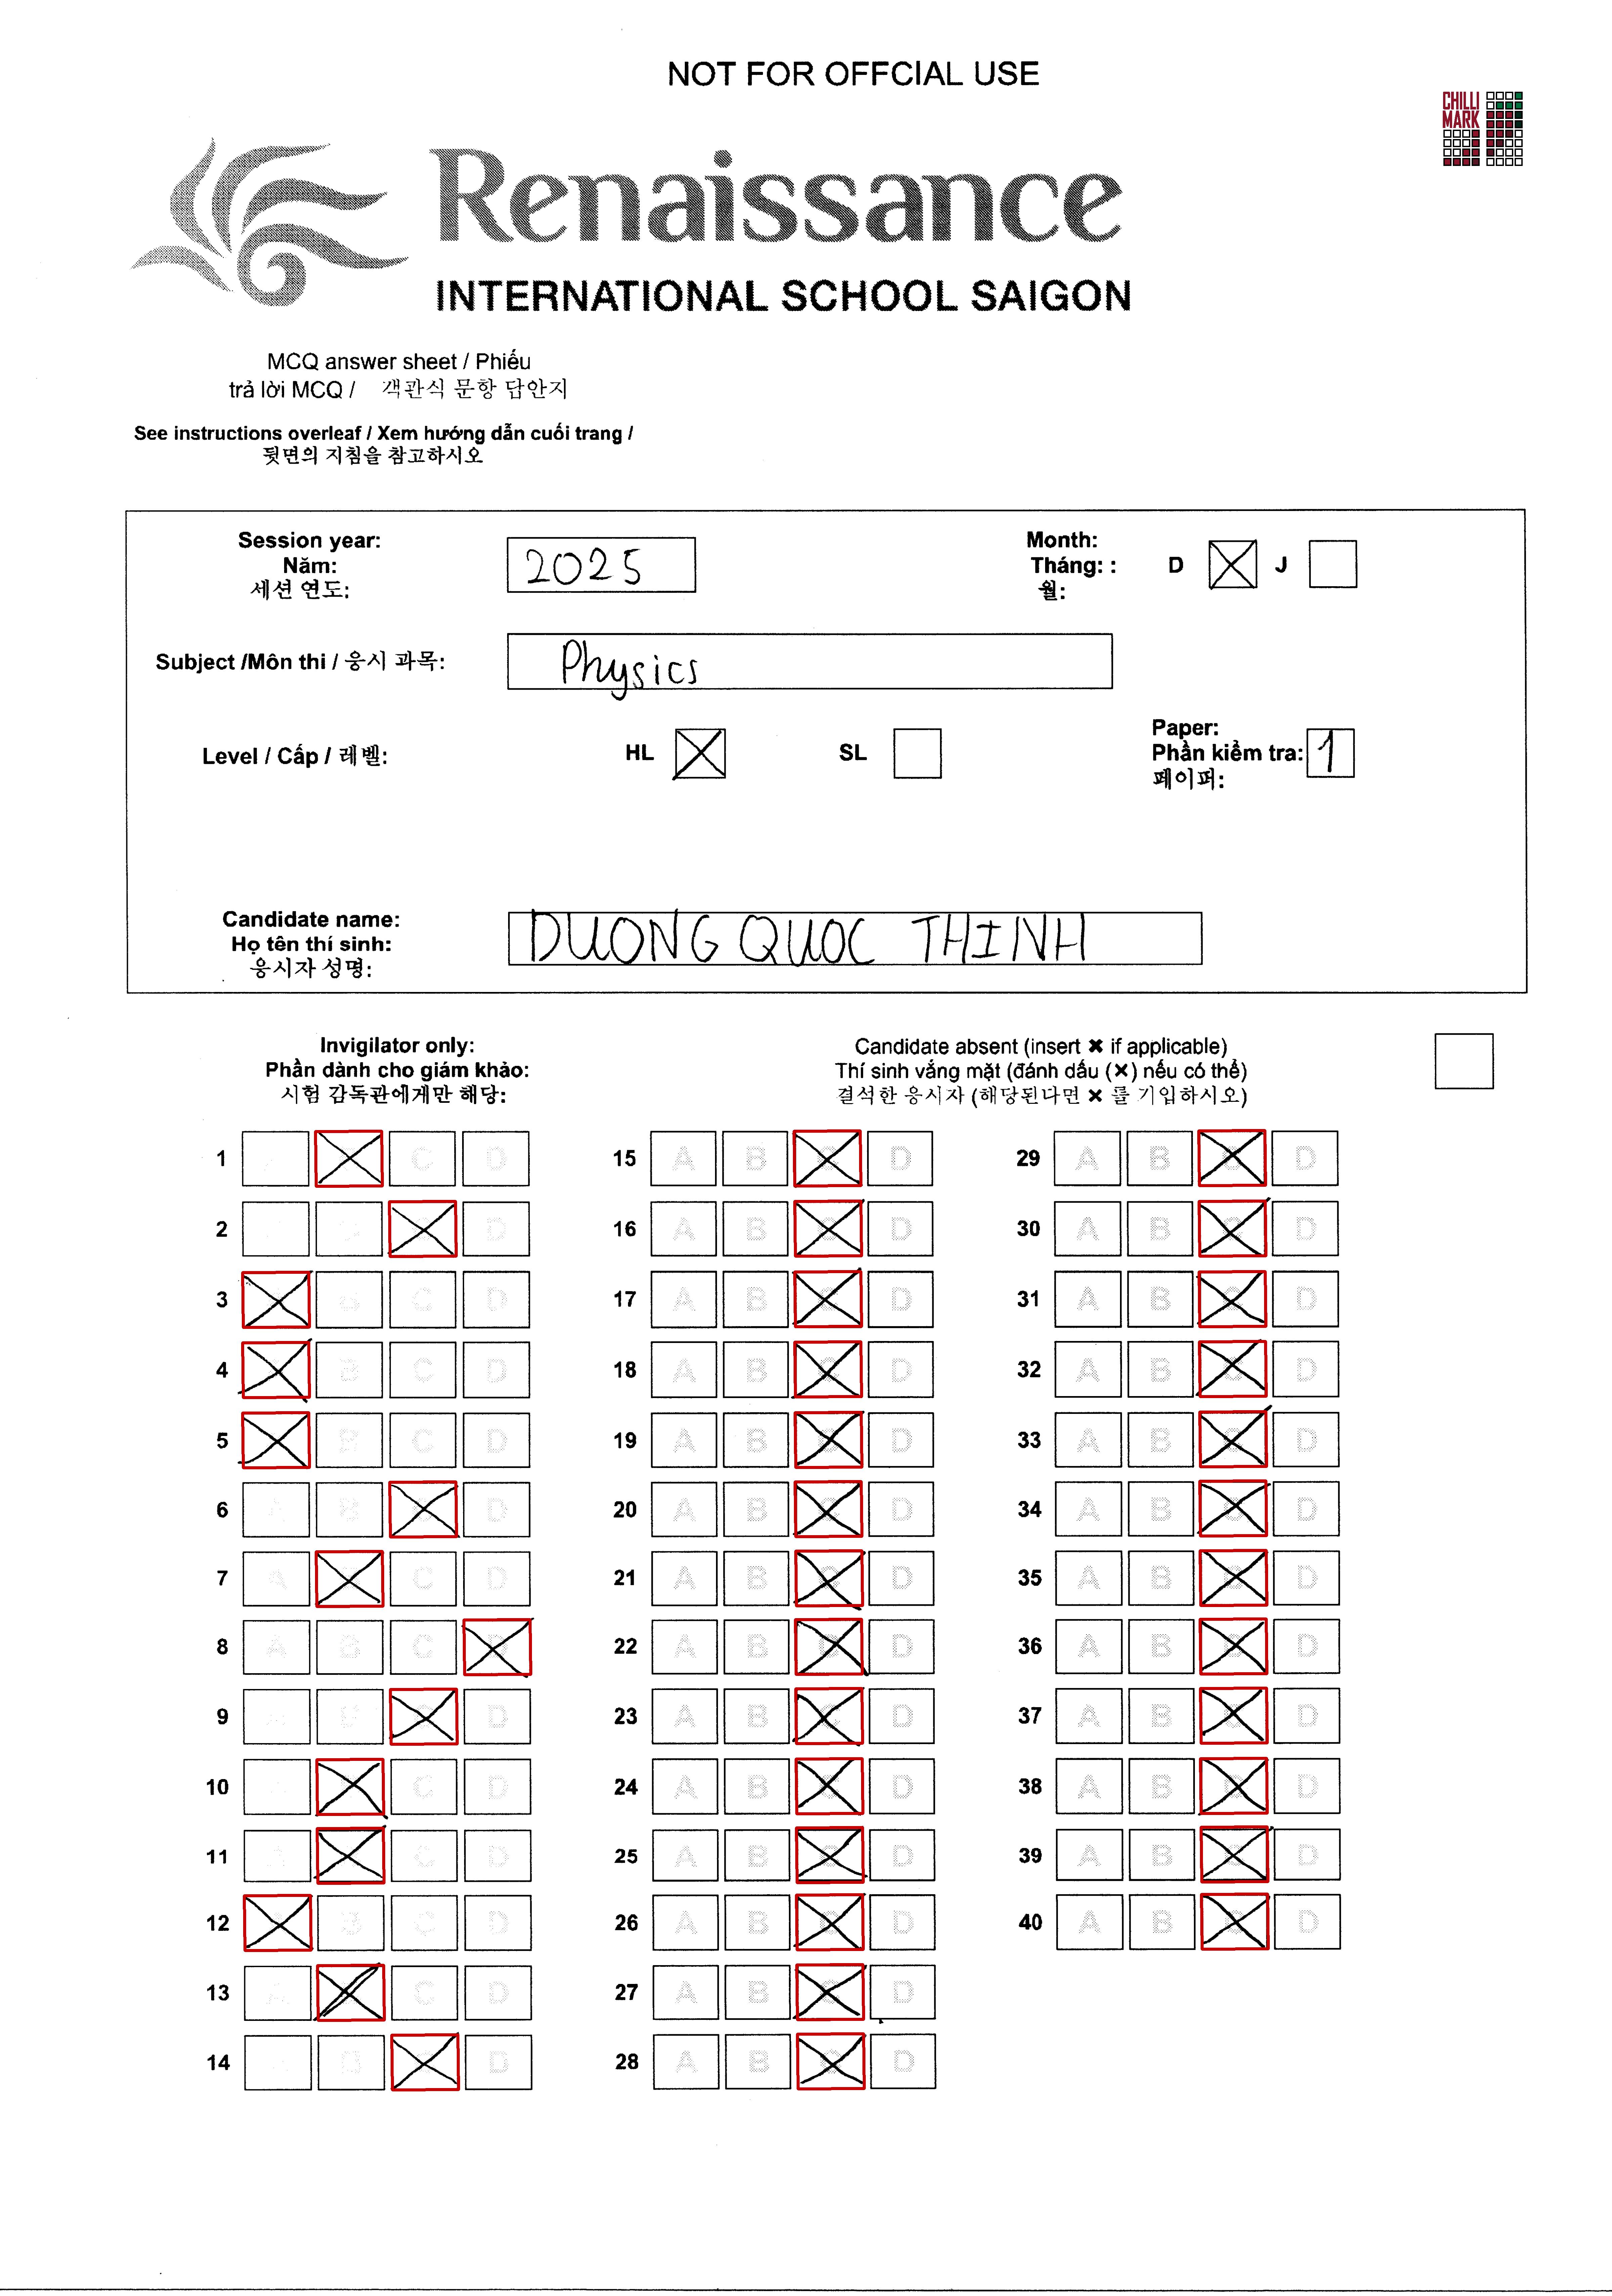 NOT FOR OFFCIAL USE
CHILLI
MARK
Renaissance
INTERNATIONAL SCHOOL SAIGON
MCQ answer sheet / Phiếu
trả lời MCQ / 객관식 문항 답안지
See instructions overleaf / Xem hướng dẫn cuối trang /
뒷면의 지침을 참고하시오
Session year:
Năm:
세션 연도:
2025
Month:
Tháng: :
월:
D
J
Subject /Môn thi / 응시 과목:
Physics
Level / Cấp / 레벨:
HL
SL
Paper:
Phần kiểm tra:
페이퍼:
1
Candidate name:
Họ tên thí sinh:
응시자 성명:
DUONG QUOC THINH
Invigilator only:
Phần dành cho giám khảo:
시험 감독관에게만 해당:
Candidate absent (insert ✖ if applicable)
Thí sinh vắng mặt (đánh dấu (✖) nếu có thể)
결석한 응시자 (해당된다면 ✖ 를 기입하시오)
1 C D
2 D
3 B C D
4 B C D
5 B C D
6 A B D
7 A C D
8 A B C
9 A B D
10 C D
11 A C D
12 B C D
13 A C D
14 B D
15 A B D
16 A B D
17 A B D
18 A B D
19 A B D
20 A B D
21 A B D
22 A B D
23 A B D
24 A B D
25 A B D
26 A B D
27 A B D
28 A B D
29 A B D
30 A B D
31 A B D
32 A B D
33 A B D
34 A B D
35 A B D
36 A B D
37 A B D
38 A B D
39 A B D
40 A B D